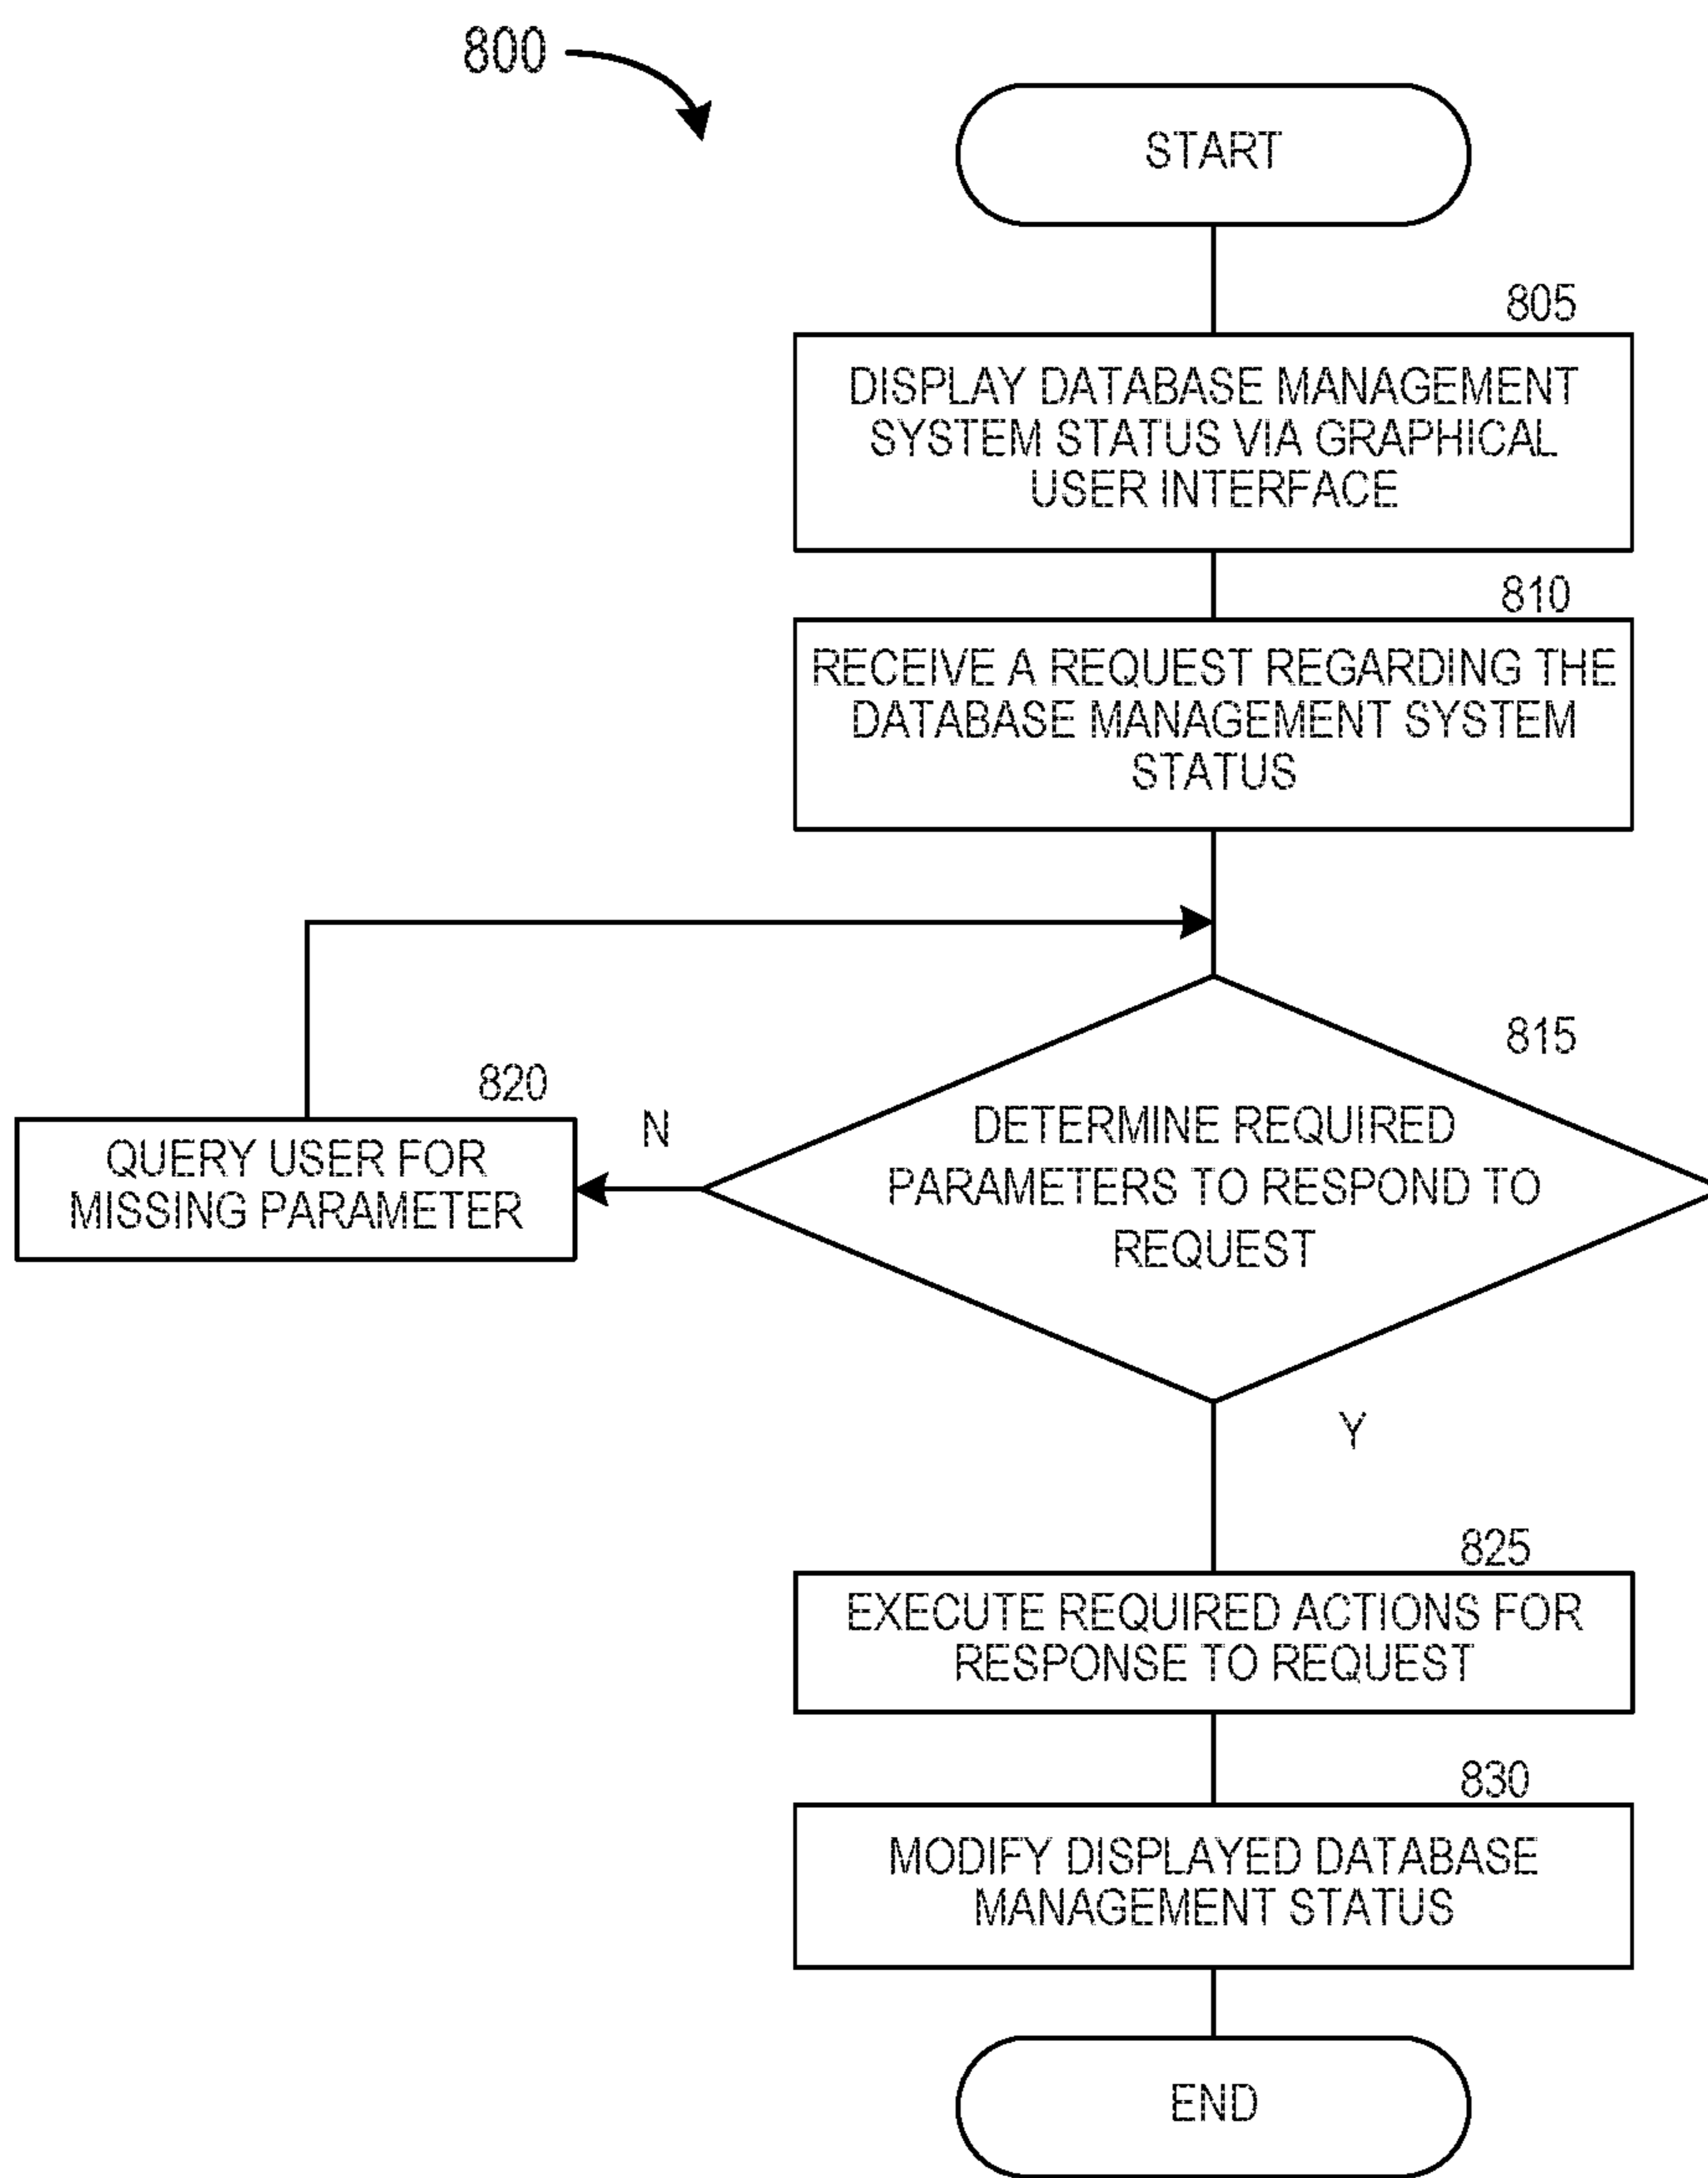 800
START
805
DISPLAY DATABASE MANAGEMENT
SYSTEM STATUS VIA GRAPHICAL
USER INTERFACE
810
RECEIVE A REQUEST REGARDING THE
DATABASE MANAGEMENT SYSTEM
STATUS
815
DETERMINE REQUIRED
PARAMETERS TO RESPOND TO
REQUEST
820
N
QUERY USER FOR
MISSING PARAMETER
Y
825
EXECUTE REQUIRED ACTIONS FOR
RESPONSE TO REQUEST
830
MODIFY DISPLAYED DATABASE
MANAGEMENT STATUS
END